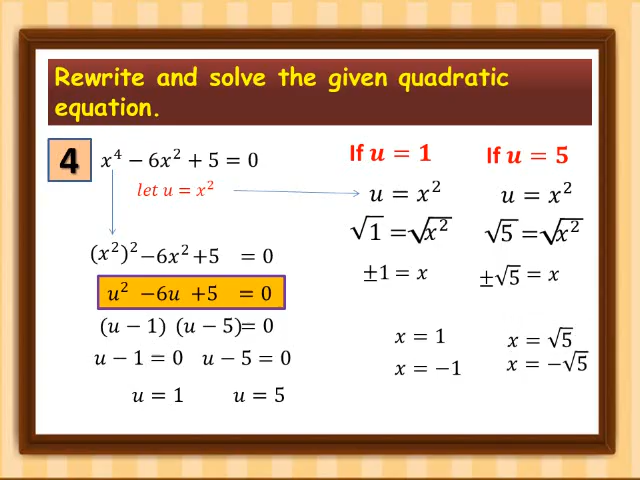 Rewrite and solve the given quadratic
equation.
4
x⁴ − 6x² + 5 = 0
let u = x²
(x²)² −6x² +5 = 0
u² −6u +5 = 0
(u − 1) (u − 5)= 0
u − 1 = 0 u − 5 = 0
u = 1 u = 5
If u = 1
u = x²
√1 = √x²
±1 = x
x = 1
x = −1
If u = 5
u = x²
√5 = √x²
±√5 = x
x = √5
x = −√5